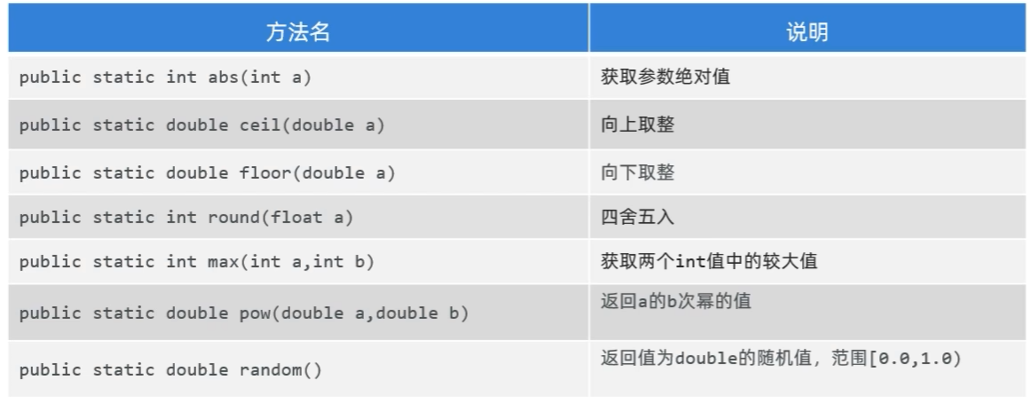 方法名 说明
public static int abs(int a) 获取参数绝对值
public static double ceil(double a) 向上取整
public static double floor(double a) 向下取整
public static int round(float a) 四舍五入
public static int max(int a,int b) 获取两个int值中的较大值
public static double pow(double a,double b) 返回a的b次幂的值
public static double random() 返回值为double的随机值，范围[0.0,1.0)